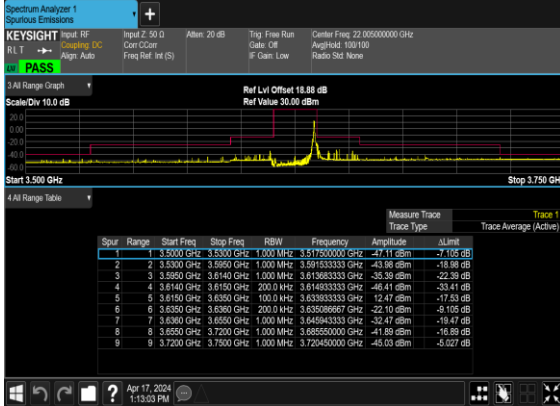 Spectrum Analyzer 1
Spurious Emissions
+
KEYSIGHT Input: RF Input Z: 50 Ω Atten: 20 dB Trig: Free Run Center Freq: 22.005000000 GHz
RLT Coupling: DC Corr CCorr Gate: Off Avg|Hold: 100/100
Align: Auto Freq Ref: Int (S) IF Gain: Low Radio Std: None
LXI PASS
3 All Range Graph
Ref Lvl Offset 18.88 dB
Scale/Div 10.0 dB Ref Value 30.00 dBm
20.0
0.00
-20.0
-40.0
-60.0
Start 3.500 GHz Stop 3.750 GH
4 All Range Table
Measure Trace Trace 1
Trace Type Trace Average (Active)
Spur Range Start Freq Stop Freq RBW Frequency Amplitude ΔLimit
1 1 3.5000 GHz 3.5300 GHz 1.000 MHz 3.517500000 GHz -47.11 dBm -7.105 dB
2 2 3.5300 GHz 3.5950 GHz 1.000 MHz 3.591533333 GHz -43.98 dBm -18.98 dB
3 3 3.5950 GHz 3.6140 GHz 1.000 MHz 3.613683333 GHz -35.39 dBm -22.39 dB
4 4 3.6140 GHz 3.6150 GHz 200.0 kHz 3.614933333 GHz -46.41 dBm -33.41 dB
5 5 3.6150 GHz 3.6350 GHz 100.0 kHz 3.633933333 GHz 12.47 dBm -17.53 dB
6 6 3.6350 GHz 3.6360 GHz 200.0 kHz 3.635086667 GHz -22.10 dBm -9.105 dB
7 7 3.6360 GHz 3.6550 GHz 1.000 MHz 3.645943333 GHz -32.47 dBm -19.47 dB
8 8 3.6550 GHz 3.7200 GHz 1.000 MHz 3.685550000 GHz -41.89 dBm -16.89 dB
9 9 3.7200 GHz 3.7500 GHz 1.000 MHz 3.720450000 GHz -45.03 dBm -5.027 dB
? Apr 17, 2024
1:13:03 PM